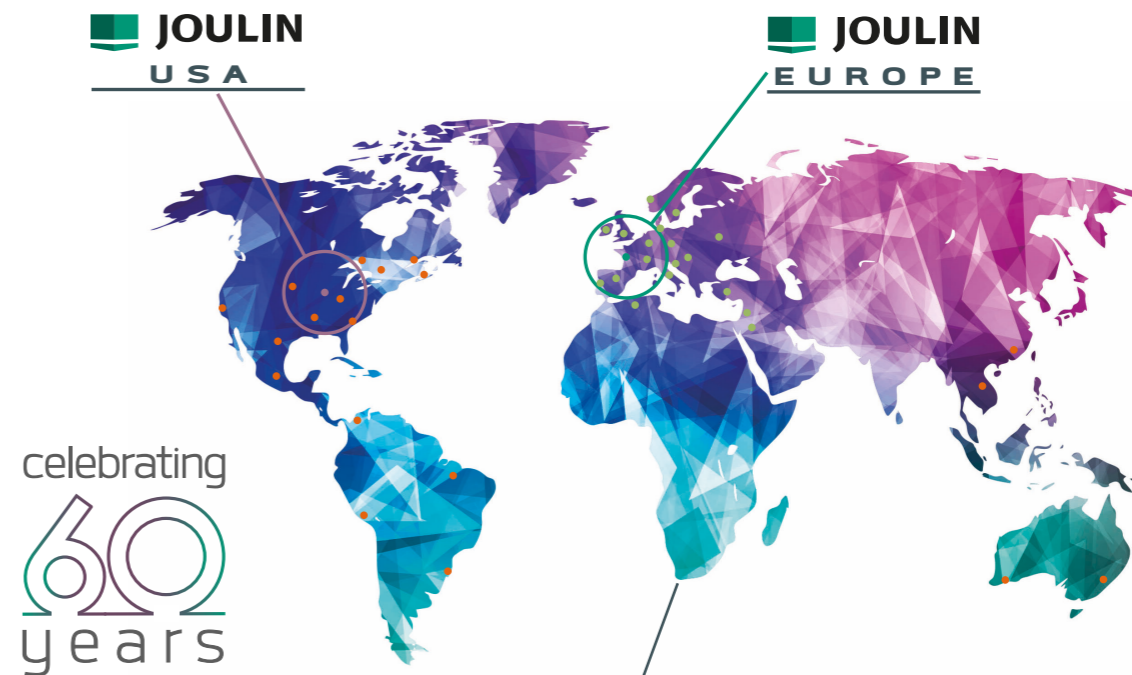 JOULIN
USA
JOULIN
EUROPE
celebrating
60
years